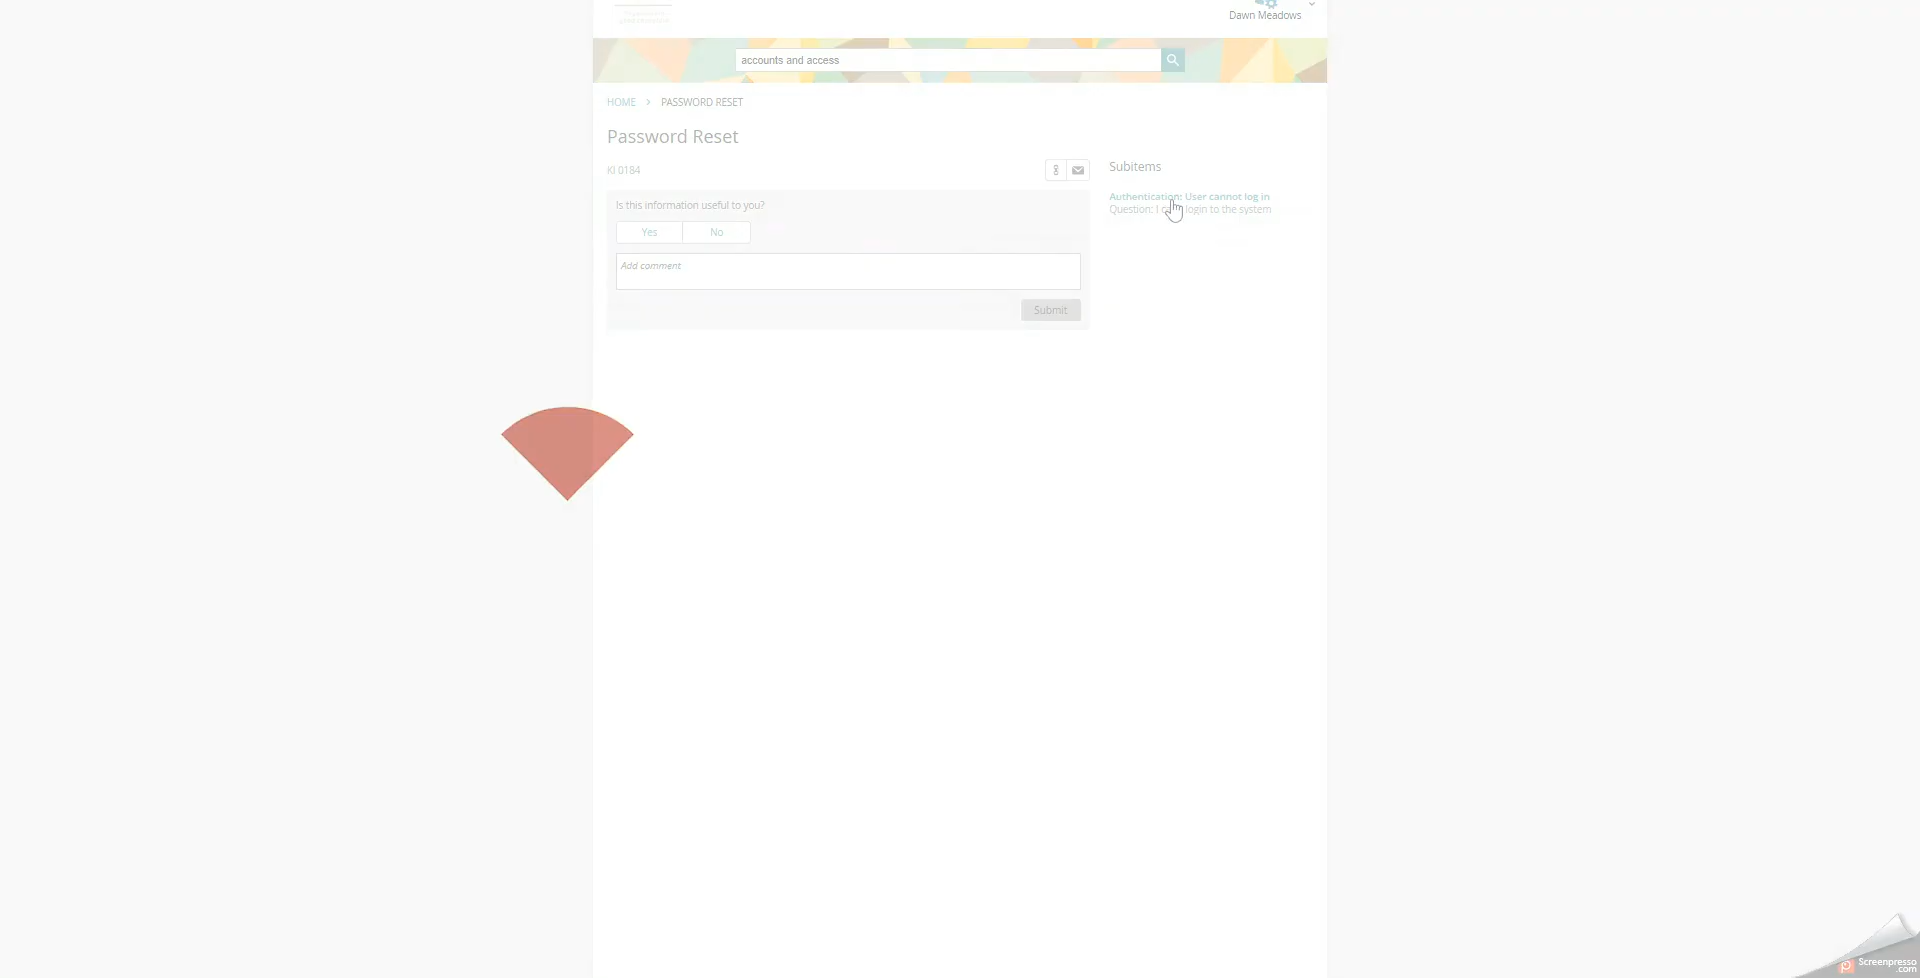 Dawn Meadows
accounts and access
HOME > PASSWORD RESET
Password Reset
KI 0184
Subitems
Authentication: User cannot log in
Question: I login to the system
Is this information useful to you?
Yes No
Add comment
Submit
Screenpresso
.com